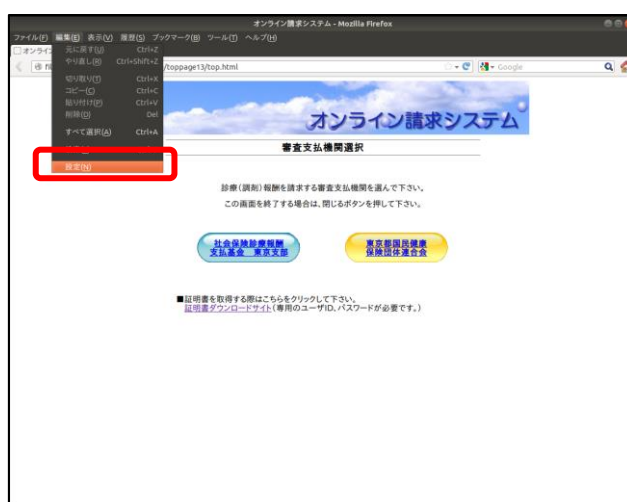 オンライン請求システム - Mozilla Firefox
ファイル(F) 編集(E) 表示(V) 履歴(S) ブックマーク(B) ツール(T) ヘルプ(H)
オンライン
元に戻す(U) Ctrl+Z
やり直し(R) Ctrl+Shift+Z
/toppage13/top.html
Google
切り取り(T) Ctrl+X
コピー(C) Ctrl+C
貼り付け(P) Ctrl+V
削除(D) Del
すべて選択(A) Ctrl+A
設定(N)
オンライン請求システム
審査支払機関選択
診療(調剤)報酬を請求する審査支払機関を選んで下さい。
この画面を終了する場合は、閉じるボタンを押して下さい。
社会保険診療報酬
支払基金 東京支部
東京都国民健康
保険団体連合会
■証明書を取得する際はこちらをクリックして下さい。
証明書ダウンロードサイト(専用のユーザID、パスワードが必要です。)